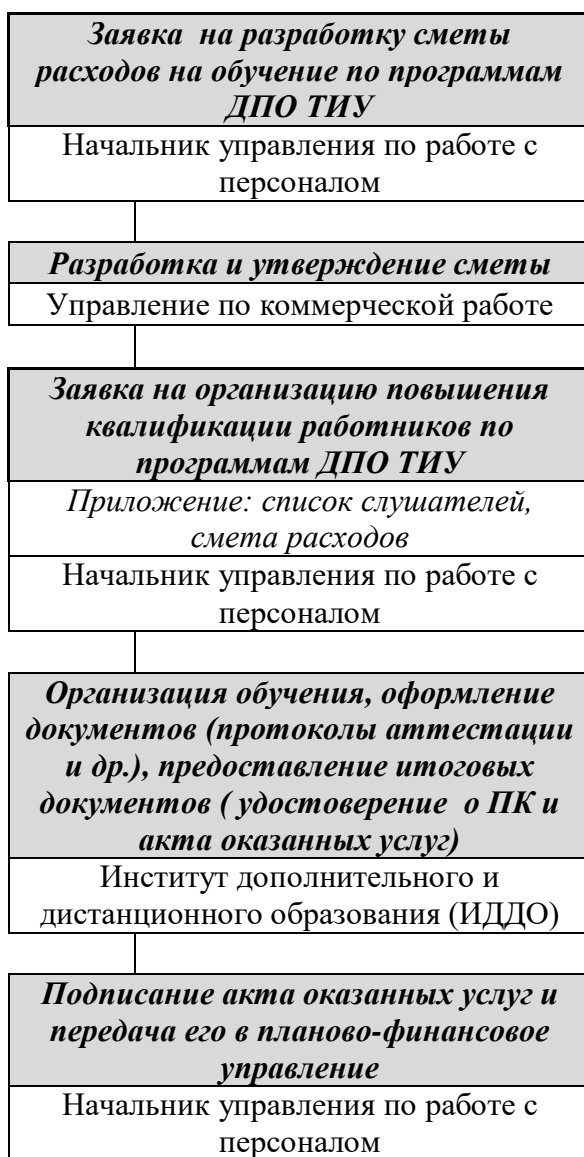 Заявка на разработку сметы
расходов на обучение по программам
ДПО ТИУ
Начальник управления по работе с
персоналом
Разработка и утверждение сметы
Управление по коммерческой работе
Заявка на организацию повышения
квалификации работников по
программам ДПО ТИУ
Приложение: список слушателей,
смета расходов
Начальник управления по работе с
персоналом
Организация обучения, оформление
документов (протоколы аттестации
и др.), предоставление итоговых
документов ( удостоверение о ПК и
акта оказанных услуг)
Институт дополнительного и
дистанционного образования (ИДДО)
Подписание акта оказанных услуг и
передача его в планово-финансовое
управление
Начальник управления по работе с
персоналом